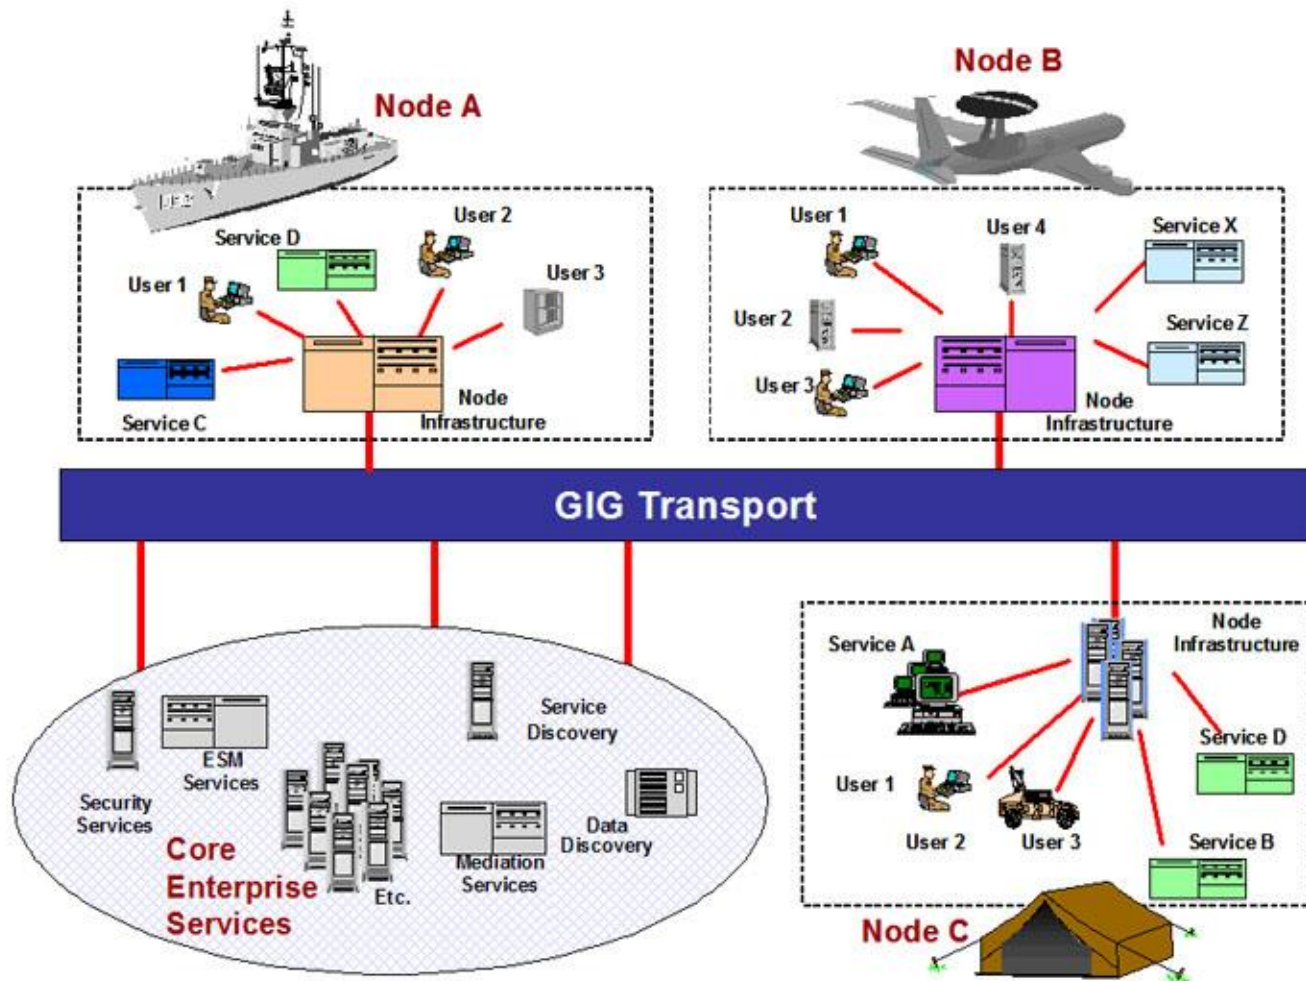 Node A
Node B
User 2
Service D
User 1
User 3
Service C
Node
Infrastructure
User 1
User 4
Service X
User 2
Service Z
User 3
Node
Infrastructure
GIG Transport
Service A
Node
Infrastructure
Service D
User 1
User 2
User 3
Service B
Node C
Service
Discovery
ESM
Services
Security
Services
Data
Discovery
Mediation
Services
Etc.
Core
Enterprise
Services